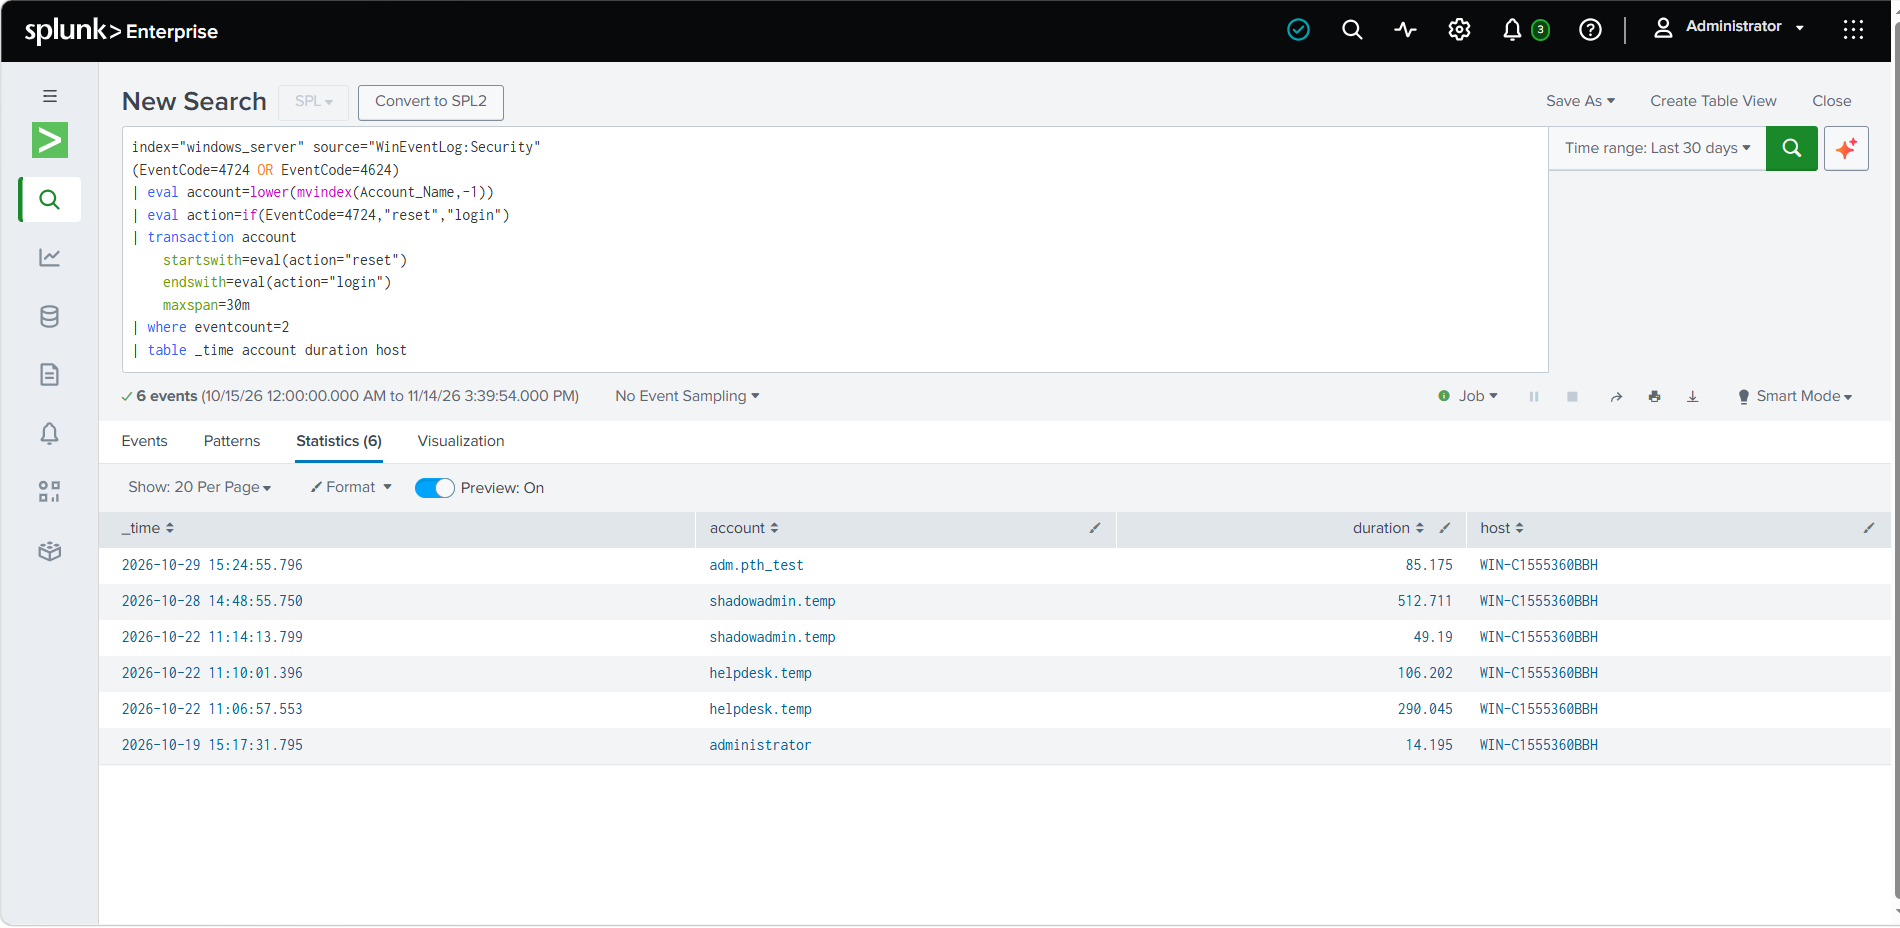 splunk> Enterprise
3
Administrator
New Search
SPL
Convert to SPL2
Save As
Create Table View
Close
index="windows_server" source="WinEventLog:Security"
(EventCode=4724 OR EventCode=4624)
| eval account=lower(mvindex(Account_Name,-1))
| eval action=if(EventCode=4724,"reset","login")
| transaction account
startswith=eval(action="reset")
endswith=eval(action="login")
maxspan=30m
| where eventcount=2
| table _time account duration host
Time range: Last 30 days
6 events (10/15/26 12:00:00.000 AM to 11/14/26 3:39:54.000 PM)
No Event Sampling
Job
Smart Mode
Events
Patterns
Statistics (6)
Visualization
Show: 20 Per Page
Format
Preview: On
_time account duration host
2026-10-29 15:24:55.796 adm.pth_test 85.175 WIN-C1555360BBH
2026-10-28 14:48:55.750 shadowadmin.temp 512.711 WIN-C1555360BBH
2026-10-22 11:14:13.799 shadowadmin.temp 49.19 WIN-C1555360BBH
2026-10-22 11:10:01.396 helpdesk.temp 106.202 WIN-C1555360BBH
2026-10-22 11:06:57.553 helpdesk.temp 290.045 WIN-C1555360BBH
2026-10-19 15:17:31.795 administrator 14.195 WIN-C1555360BBH